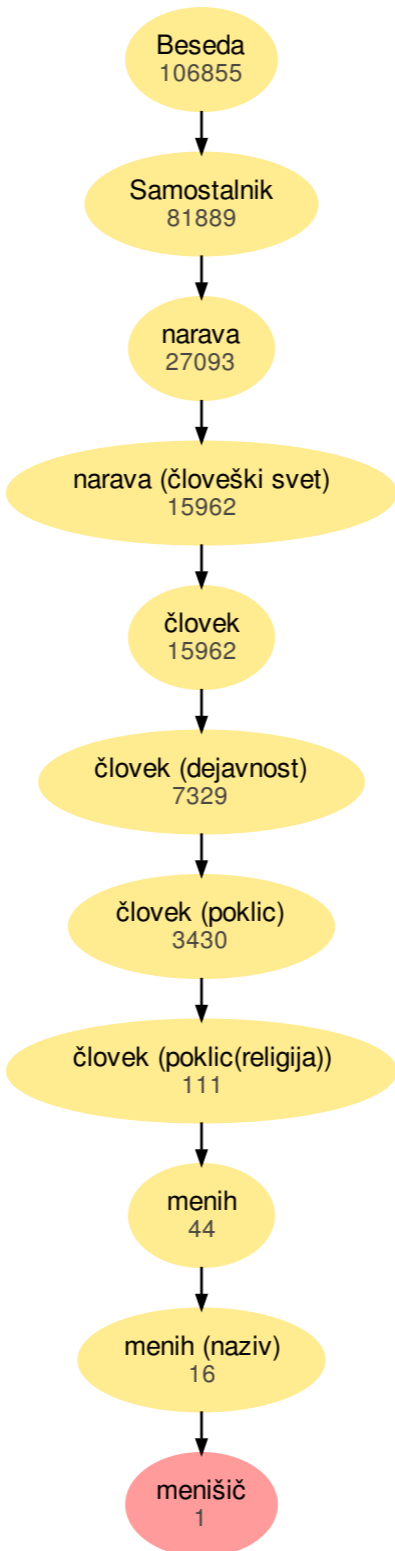 Beseda
106855
Samostalnik
81889
narava
27093
narava (človeški svet)
15962
človek
15962
človek (dejavnost)
7329
človek (poklic)
3430
človek (poklic(religija))
111
menih
44
menih (naziv)
16
menišič
1